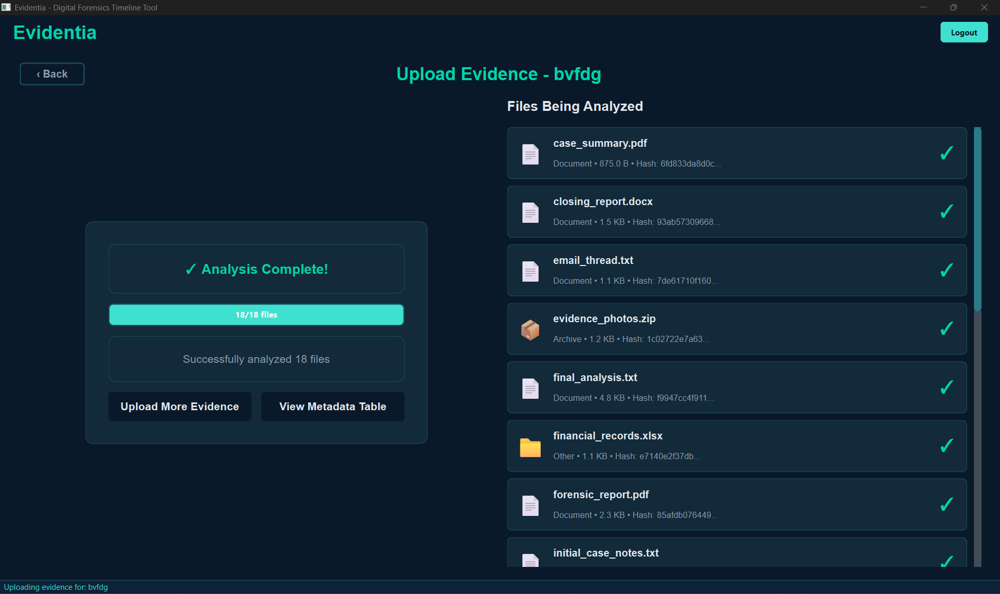 Evidentia - Digital Forensics Timeline Tool
Evidentia
Logout
‹ Back
Upload Evidence - bvfdg
✓ Analysis Complete!
18/18 files
Successfully analyzed 18 files
Upload More Evidence
View Metadata Table
Files Being Analyzed
case_summary.pdf
Document • 875.0 B • Hash: 6fd833da8d0c...
closing_report.docx
Document • 1.5 KB • Hash: 93ab57309668...
email_thread.txt
Document • 1.1 KB • Hash: 7de61710f160...
evidence_photos.zip
Archive • 1.2 KB • Hash: 1c02722e7a63...
final_analysis.txt
Document • 4.8 KB • Hash: f9947cc4f911...
financial_records.xlsx
Other • 1.1 KB • Hash: e7140e2f37db...
forensic_report.pdf
Document • 2.3 KB • Hash: 85afdb076449...
initial_case_notes.txt
Uploading evidence for: bvfdg